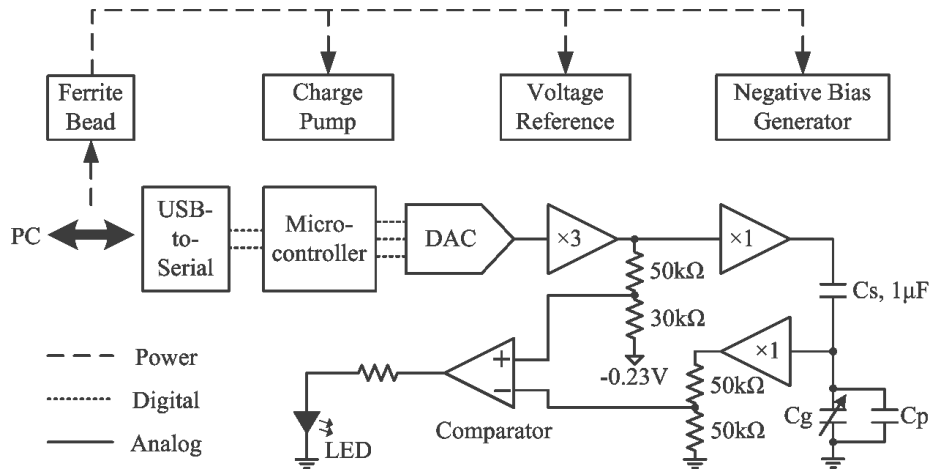 Ferrite
Bead
Charge
Pump
Voltage
Reference
Negative Bias
Generator
PC
USB-
to-
Serial
Micro-
controller
DAC
×3
×1
50kΩ
30kΩ
-0.23V
Cs, 1μF
×1
50kΩ
50kΩ
Cg
Cp
+
−
Comparator
LED
Power
Digital
Analog